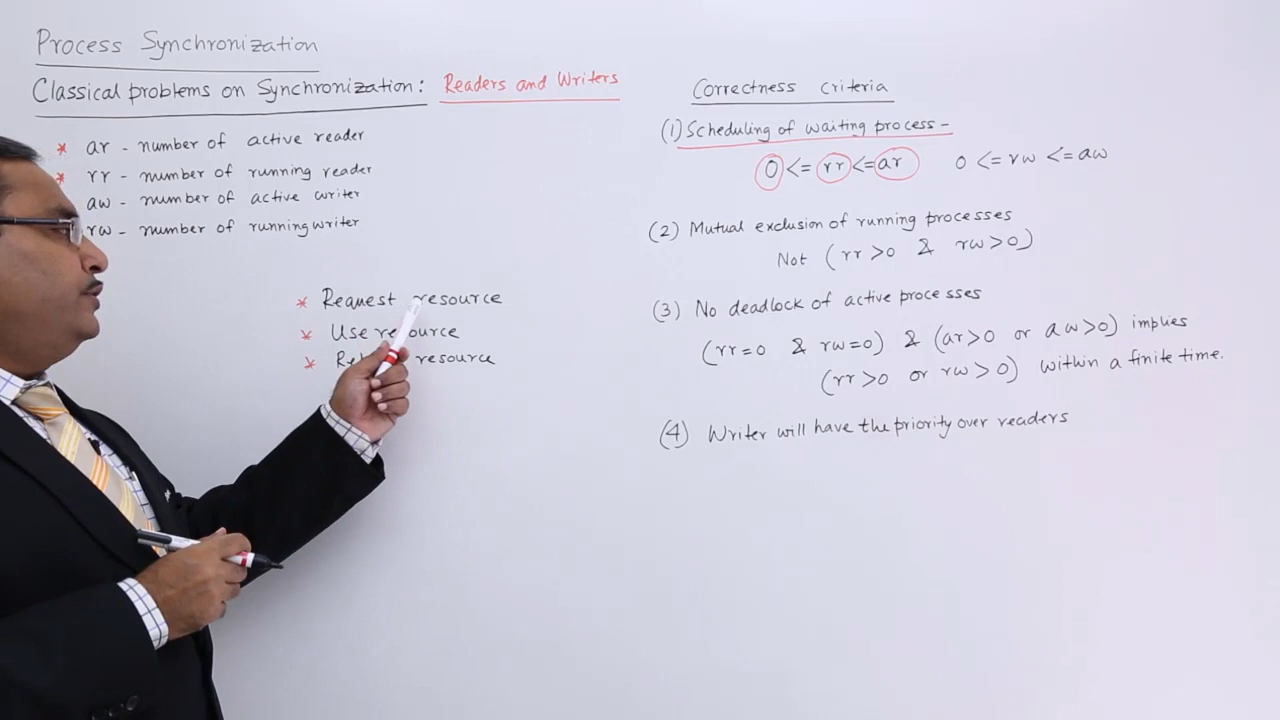 Process Synchronization
Classical problems on Synchronization: Readers and Writers
* ar - number of active reader
* rr - number of running reader
aw - number of active writer
rw - number of running writer
* Request resource
* Use resource
* resource
Correctness criteria
(1) Scheduling of waiting process -
0 <= rr <= ar 0 <= rw <= aw
(2) Mutual exclusion of running processes
Not (rr >0 & rw >0)
(3) No deadlock of active processes
(rr=0 & rw=0) & (ar>0 or aw>0) implies
(rr >0 or rw >0) within a finite time.
(4) Writer will have the priority over readers